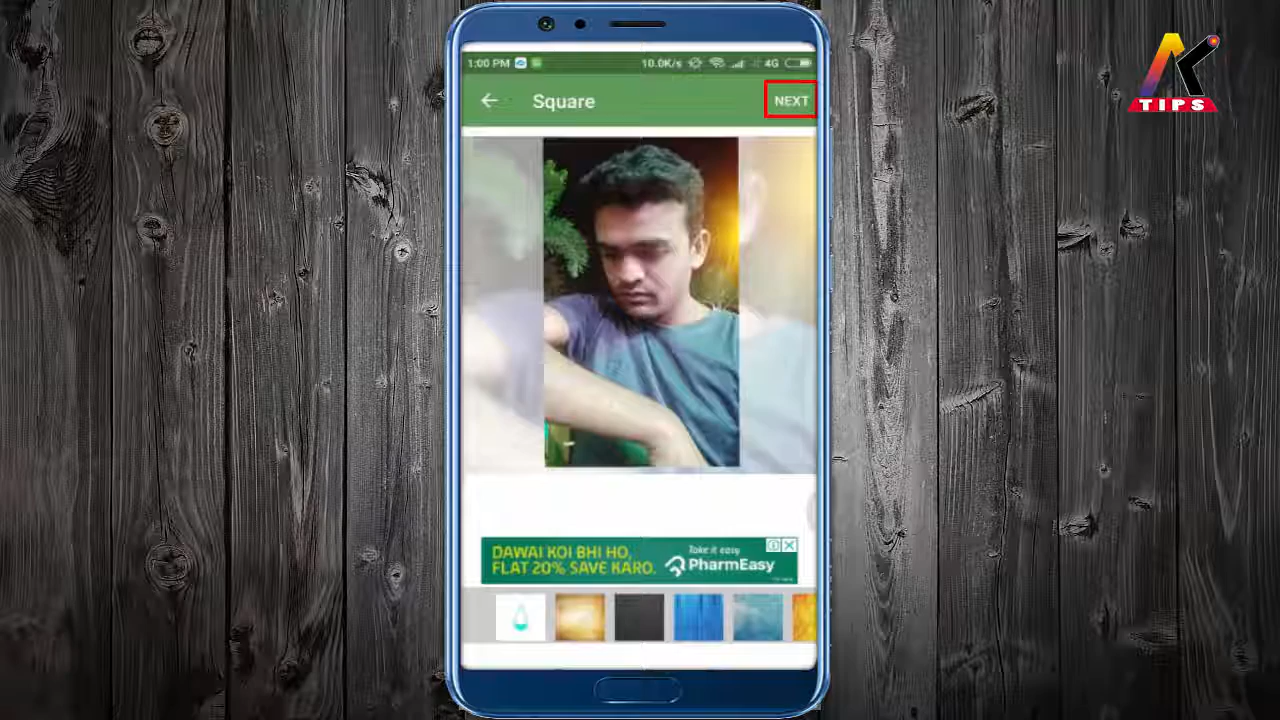 1:00 PM
10.0K/s
4G
Square
NEXT
AK
TIPS
DAWAI KOI BHI HO,
FLAT 20% SAVE KARO.
Take it easy
PharmEasy